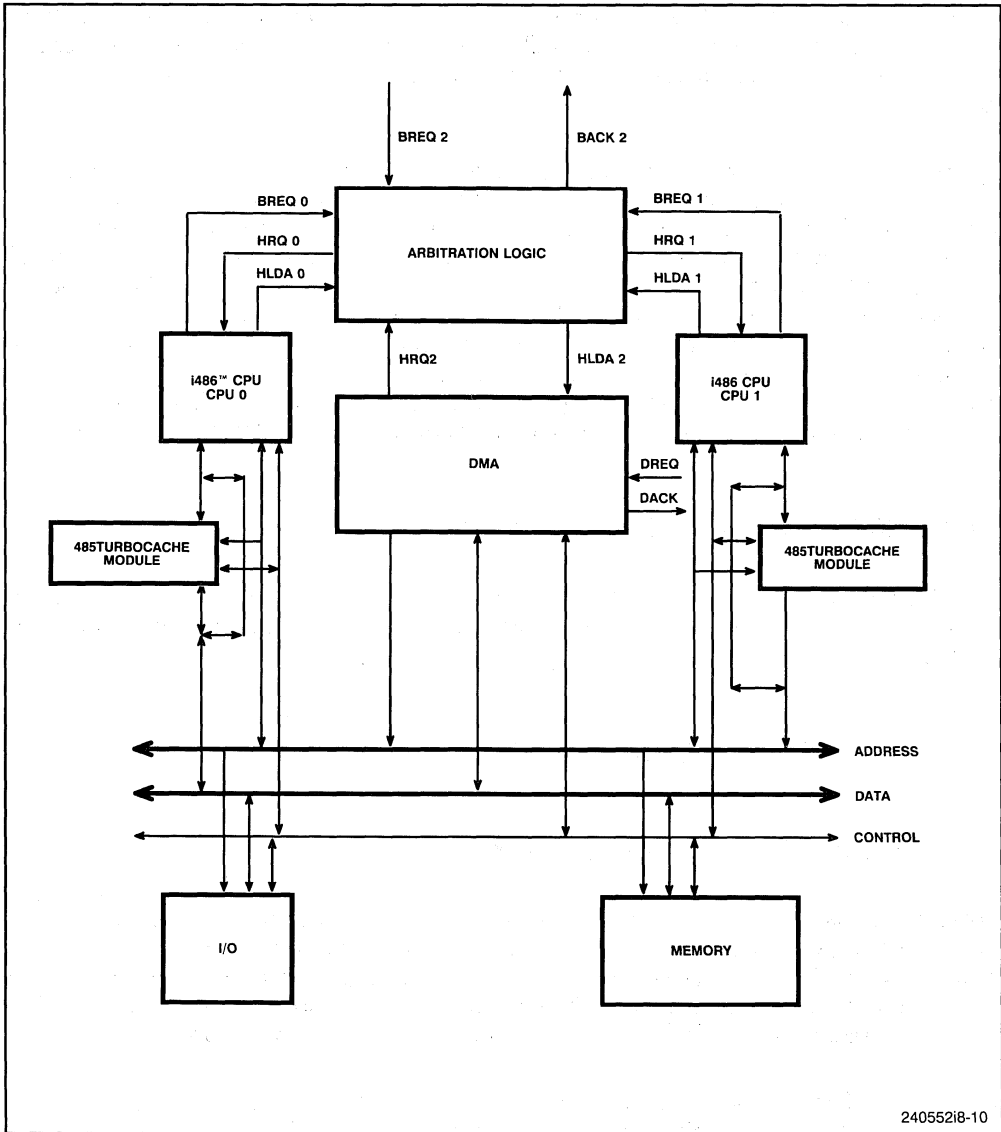 BREQ 2
BACK 2
BREQ 0
BREQ 1
HRQ 0
ARBITRATION LOGIC
HRQ 1
HLDA 0
HLDA 1
HRQ2
HLDA 2
i486™ CPU
CPU 0
i486 CPU
CPU 1
DMA
DREQ
DACK
485TURBOCACHE
MODULE
485TURBOCACHE
MODULE
ADDRESS
DATA
CONTROL
I/O
MEMORY
240552i8-10